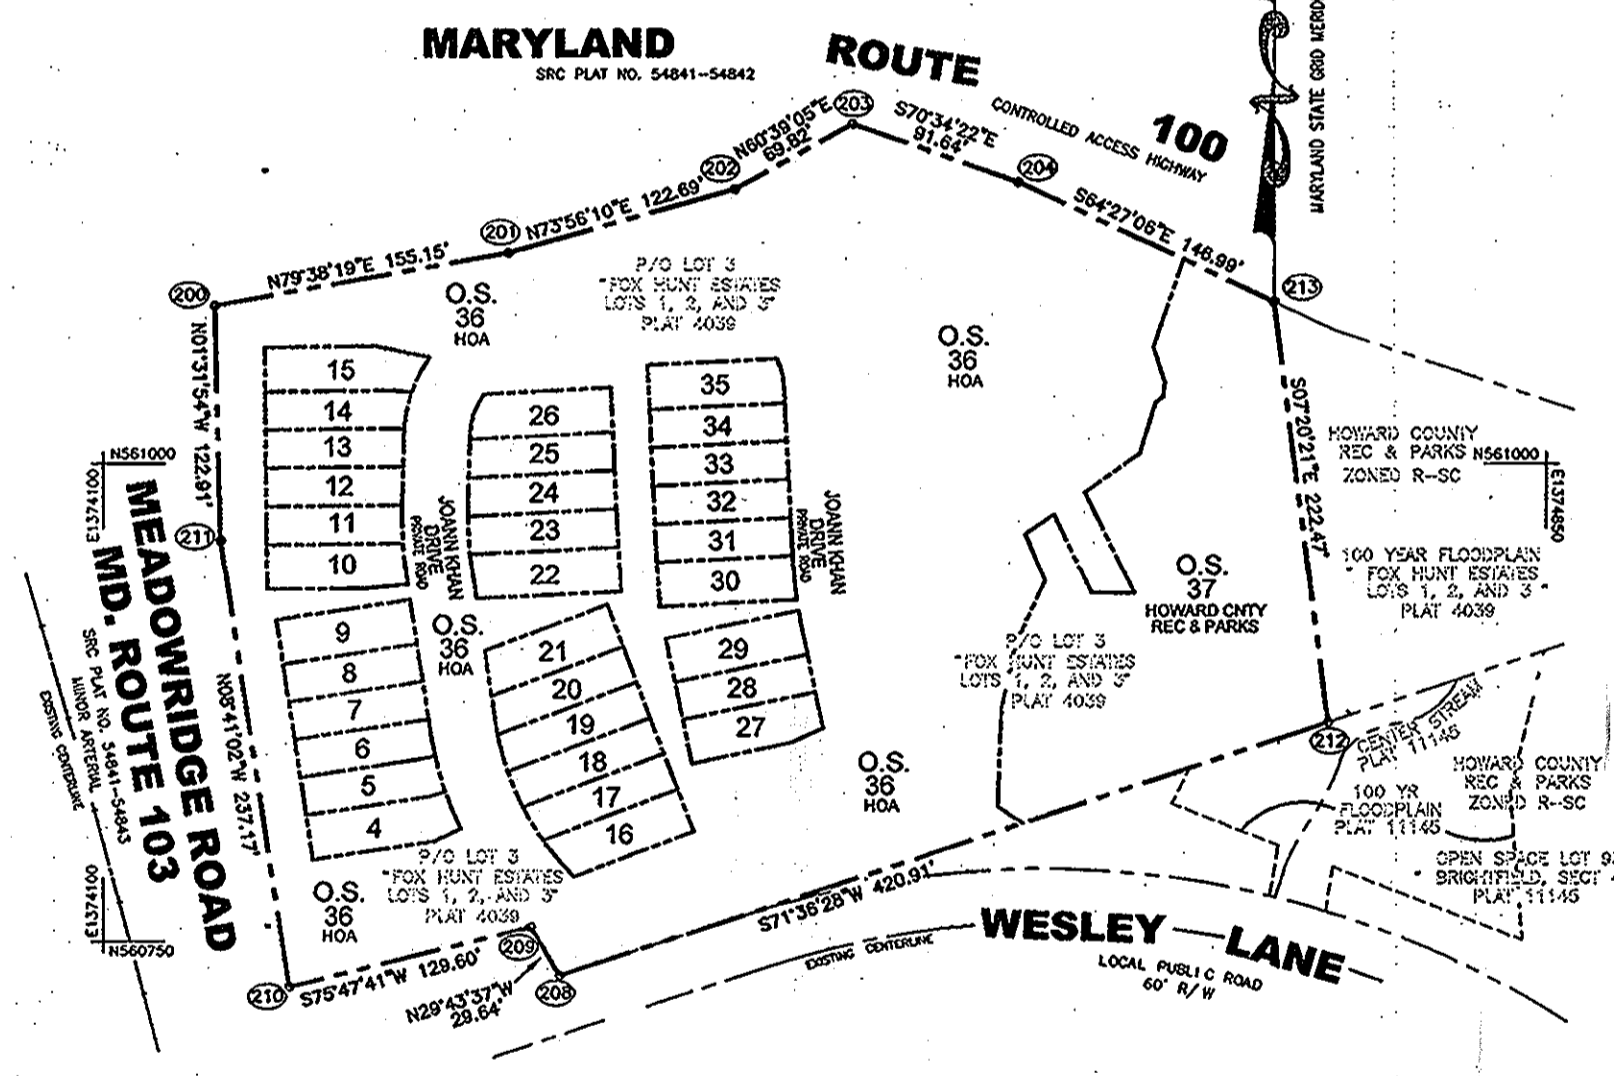 MARYLAND
SRC PLAT NO. 54841-54842
ROUTE
100
CONTROLLED ACCESS HIGHWAY
MARYLAND STATE GRID MERID
203
N60°39'05"E
69.82'
S70°34'22"E
91.64'
202
204
S64°27'06"E 146.99'
201
N73°56'10"E 122.69'
N79°38'19"E 155.15'
200
213
P/O LOT 3
"FOX HUNT ESTATES
LOTS 1, 2, AND 3"
PLAT 4039
O.S.
36
HOA
O.S.
36
HOA
N01°31'54"W 122.91'
15
14
13
12
11
10
26
25
24
23
22
35
34
33
32
31
30
JOANN KHAN
DRIVE
PRIVATE ROAD
JOANN KHAN
DRIVE
PRIVATE ROAD
S07°20'21"E 222.47'
HOWARD COUNTY
REC & PARKS
ZONED R-SC
N561000
E1374850
N561000
E1374100
211
MEADOWRIDGE ROAD
MD. ROUTE 103
SRC PLAT NO. 54841-54843
MINOR ARTERIAL
EXISTING CENTERLINE
100 YEAR FLOODPLAIN
" FOX HUNT ESTATES
LOTS 1, 2, AND 3 "
PLAT 4039
O.S.
37
HOWARD CNTY
REC & PARKS
9
8
7
6
5
4
O.S.
36
HOA
21
20
19
18
17
16
29
28
27
P/O LOT 3
"FOX HUNT ESTATES
LOTS 1, 2, AND 3"
PLAT 4039
N08°41'02"W 237.17'
212
CENTER STREAM
PLAT 11145
HOWARD COUNTY
REC & PARKS
ZONED R-SC
100 YR
FLOODPLAIN
PLAT 11145
O.S.
36
HOA
OPEN SPACE LOT 9
BRIGHTFIELD, SECT
PLAT 11145
P/O LOT 3
"FOX HUNT ESTATES
LOTS 1, 2, AND 3"
PLAT 4039
O.S.
36
HOA
S71°36'28"W 420.91'
E1374100
N560750
209
210
S75°47'41"W 129.60'
N29°43'37"W
29.64'
208
EXISTING CENTERLINE
WESLEY LANE
LOCAL PUBLIC ROAD
60' R/W